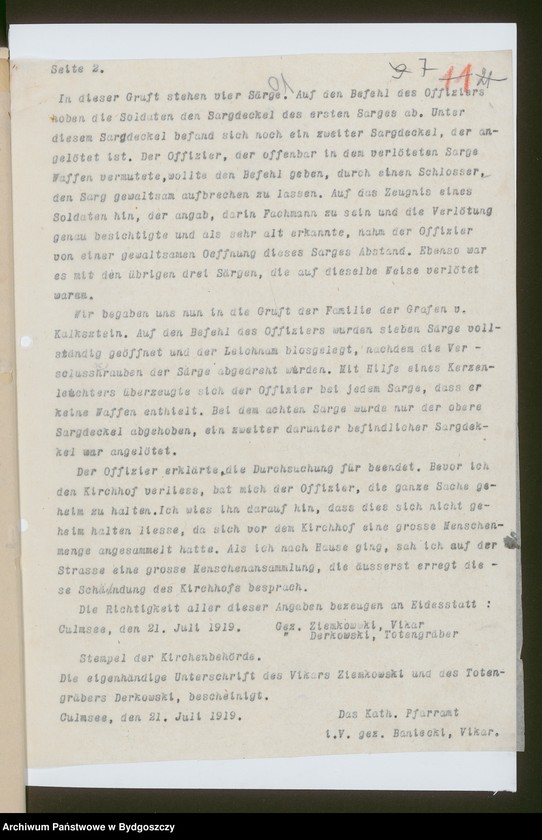 Seite 2.
9 7 11 21
10
In dieser Gruft stehen vier Särge. Auf den Befehl des Offiziers
hoben die Soldaten den Sargdeckel des ersten Sarges ab. Unter
diesem Sargdeckel befand sich noch ein zweiter Sargdeckel, der an-
gelötet ist. Der Offizier, der offenbar in dem verlöteten Sarge
Waffen vermutete,wollte den Befehl geben, durch einen Schlosser,
den Sarg gewaltsam aufbrechen zu lassen. Auf das Zeugnis eines
Soldaten hin, der angab, darin Fachmann zu sein und die Verlötung
genau besichtigte und als sehr alt erkannte, nahm der Offizier
von einer gewaltsamen Oeffnung dieses Sarges Abstand. Ebenso war
es mit den übrigen drei Särgen, die auf dieselbe Weise verlötet
waren.
Wir begaben uns nun in die Gruft der Familie der Grafen v.
Kalksztein. Auf den Befehl des Offiziers wurden sieben Särge voll-
ständig geöffnet und der Leichnam blosgelegt, nachdem die Ver -
schlusschrauben der Särge abgedreht wurden. Mit Hilfe eines Kerzen-
leuchters überzeugte sich der Offizier bei jedem Sarge, dass er
keine Waffen enthielt. Bei dem achten Sarge wurde nur der obere
Sargdeckel abgehoben, ein zweiter darunter befindlicher Sargdek-
kel war angelötet.
Der Offizier erklärte,die Durchsuchung für beendet. Bevor ich
den Kirchhof verliess, bat mich der Offizier, die ganze Sache ge-
heim zu halten.Ich wies ihn darauf hin, dass dies sich nicht ge-
heim halten liesse, da sich vor dem Kirchhof eine grosse Menschen-
menge angesammelt hatte. Als ich nach Hause ging, sah ich auf der
Strasse eine grosse Menschenansammlung, die äusserst erregt die -
se Schändung des Kirchhofs besprach.
Die Richtigkeit aller dieser Angaben bezeugen an Eidesstatt :
Culmsee, den 21. Juli 1919. Gez. Ziemkowski, Vikar
" Derkowski, Totengräber
Stempel der Kirchenbehörde.
Die eigenhändige Unterschrift des Vikars Ziemkowski und des Toten-
gräbers Derkowski, bescheinigt.
Culmsee, den 21. Juli 1919. Das Kath. Pfarramt
i.V. gez. Baniecki, Vikar.
Archiwum Państwowe w Bydgoszczy